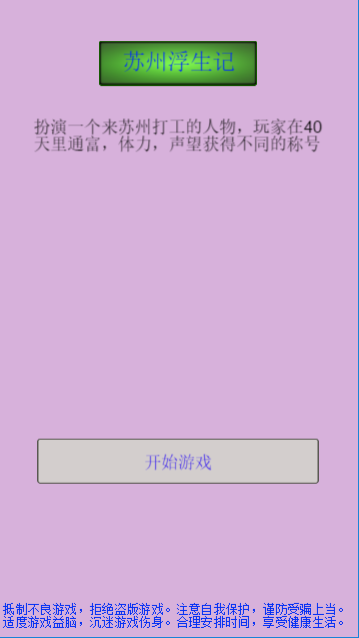 苏州浮生记
扮演一个来苏州打工的人物，玩家在40
天里通富，体力，声望获得不同的称号
开始游戏
抵制不良游戏，拒绝盗版游戏。注意自我保护，谨防受骗上当。
适度游戏益脑，沉迷游戏伤身。合理安排时间，享受健康生活。